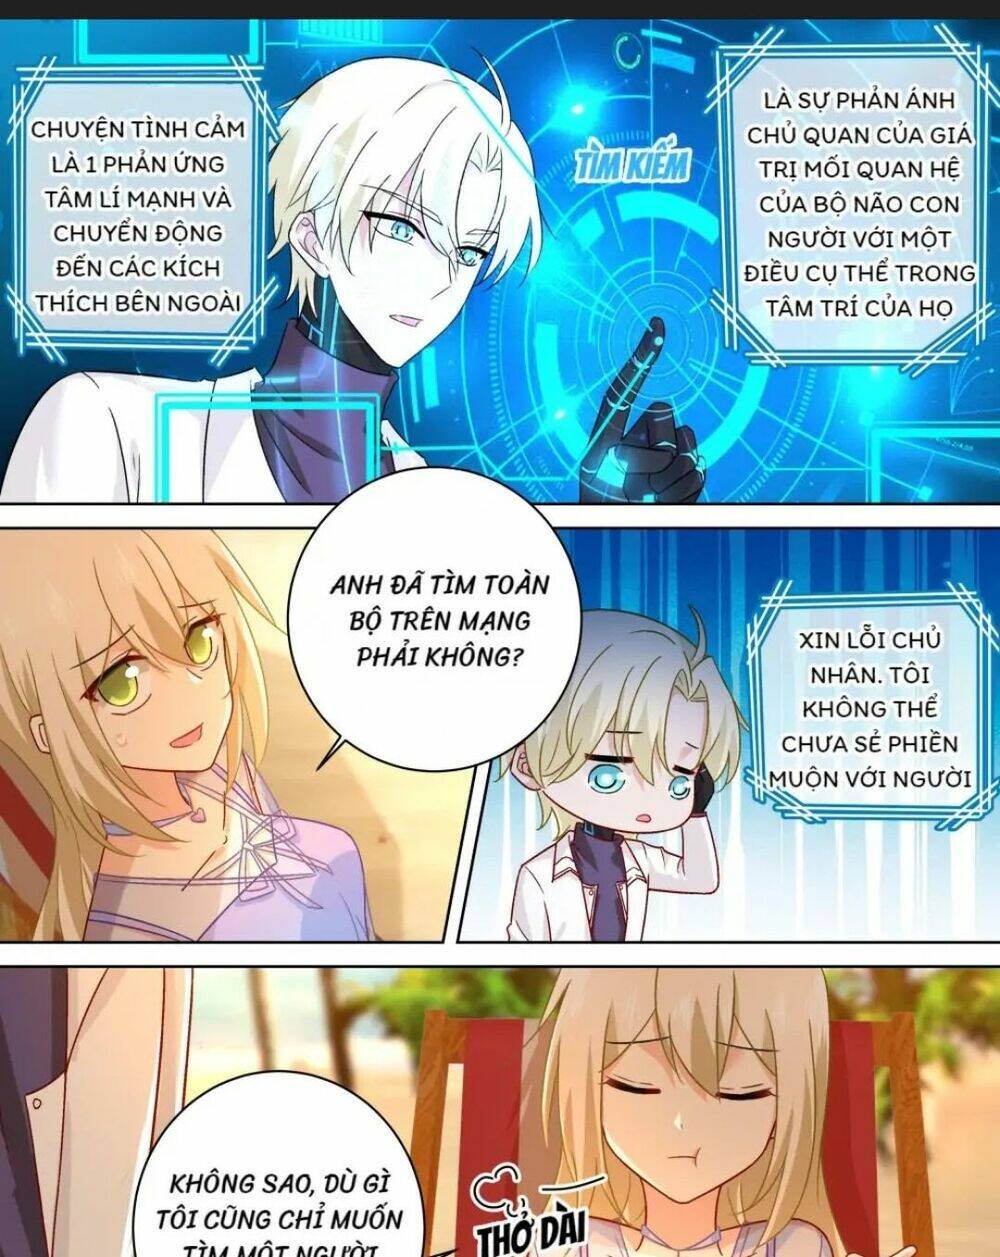 CHUYỆN TÌNH CẢM
LÀ 1 PHẢN ỨNG
TÂM LÍ MẠNH VÀ
CHUYỂN ĐỘNG
ĐẾN CÁC KÍCH
THÍCH BÊN NGOÀI
TÌM KIẾM
LÀ SỰ PHẢN ÁNH
CHỦ QUAN CỦA GIÁ
TRỊ MỐI QUAN HỆ
CỦA BỘ NÃO CON
NGƯỜI VỚI MỘT
ĐIỀU CỤ THỂ TRONG
TÂM TRÍ CỦA HỌ
ANH ĐÃ TÌM TOÀN
BỘ TRÊN MẠNG
PHẢI KHÔNG?
XIN LỖI CHỦ
NHÂN. TÔI
KHÔNG THỂ
CHƯA SẺ PHIỀN
MUỘN VỚI NGƯỜI
KHÔNG SAO, DÙ GÌ
TÔI CŨNG CHỈ MUỐN
TÌM MỘT NGƯỜI
THỞ DÀI